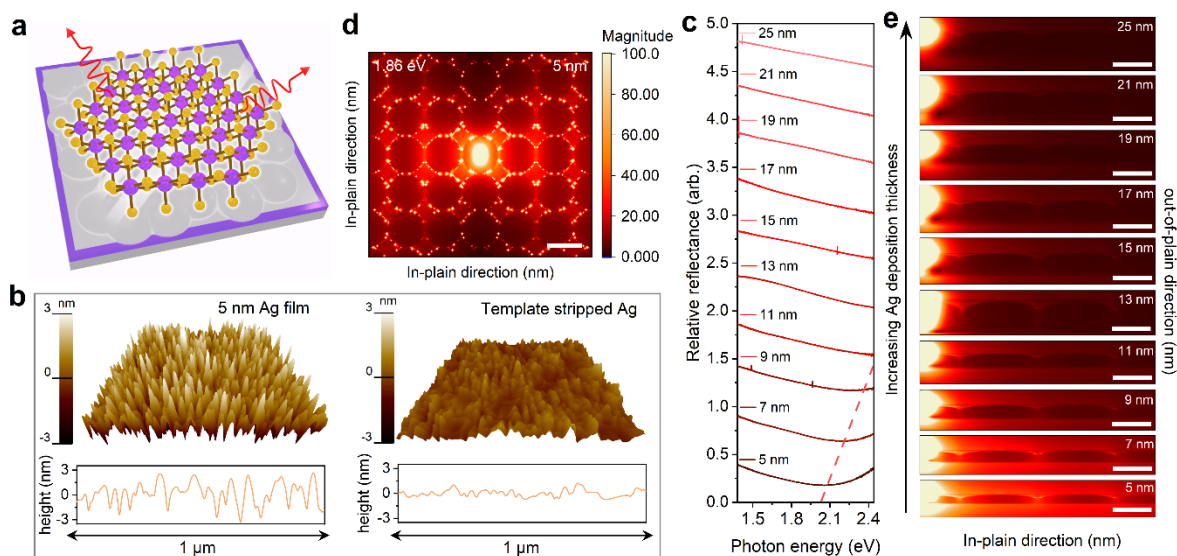 a
b
nm
3
0
-3
5 nm Ag film
height (nm)
3
0
-3
1 μm
nm
3
0
-3
Template stripped Ag
height (nm)
3
0
-3
1 μm
d
1.86 eV
5 nm
In-plain direction (nm)
In-plain direction (nm)
Magnitude
100.0
80.00
60.00
40.00
20.00
0.000
c
Relative reflectance (arb.)
5.0
4.5
4.0
3.5
3.0
2.5
2.0
1.5
1.0
0.5
0.0
25 nm
21 nm
19 nm
17 nm
15 nm
13 nm
11 nm
9 nm
7 nm
5 nm
1.5 1.8 2.1 2.4
Photon energy (eV)
e
Increasing Ag deposition thickness
25 nm
21 nm
19 nm
17 nm
15 nm
13 nm
11 nm
9 nm
7 nm
5 nm
out-of-plain direction (nm)
In-plain direction (nm)